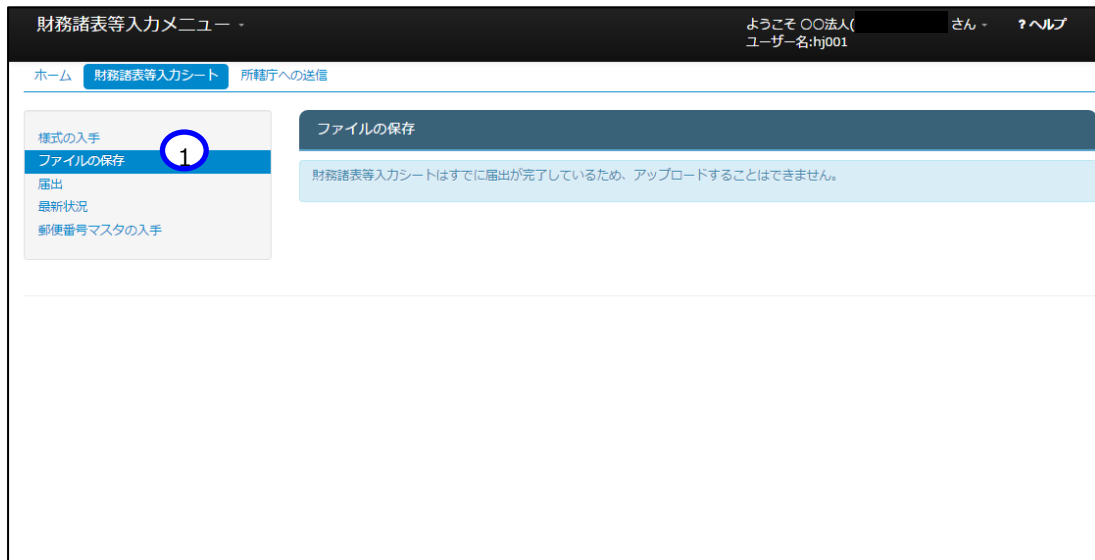 財務諸表等入力メニュー
ようこそ 〇〇法人( さん
? ヘルプ
ユーザー名:hj001
ホーム 財務諸表等入力シート 所轄庁への送信
様式の入手
ファイルの保存
1
届出
最新状況
郵便番号マスタの入手
ファイルの保存
財務諸表等入力シートはすでに届出が完了しているため、アップロードすることはできません。